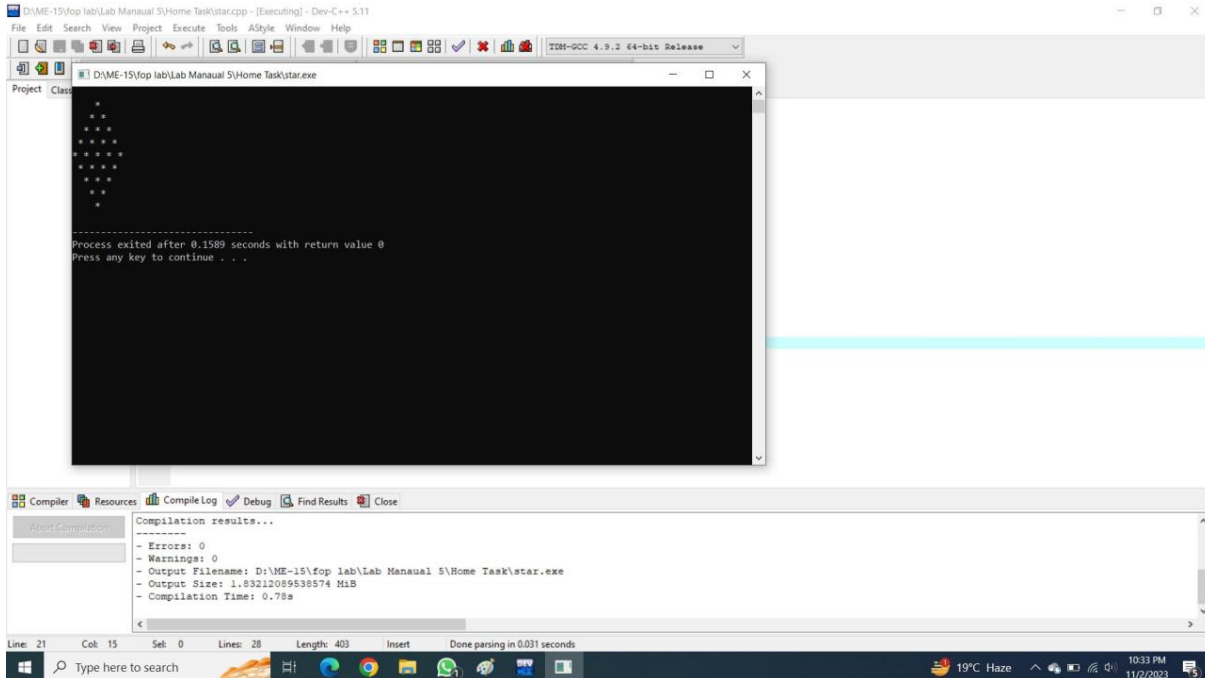 D:\ME-15\fop lab\Lab Manaual 5\Home Task\star.cpp - [Executing] - Dev-C++ 5.11
File Edit Search View Project Execute Tools AStyle Window Help
TDM-GCC 4.9.2 64-bit Release
D:\ME-15\fop lab\Lab Manaual 5\Home Task\star.exe
Project Class
*
* *
* * *
* * * *
* * * * *
* * * *
* * *
* *
*
--------------------------------
Process exited after 0.1589 seconds with return value 0
Press any key to continue . . .
Compiler Resources Compile Log Debug Find Results Close
Abort Compilation
Compilation results...
--------
- Errors: 0
- Warnings: 0
- Output Filename: D:\ME-15\fop lab\Lab Manaual 5\Home Task\star.exe
- Output Size: 1.83212089538574 MiB
- Compilation Time: 0.78s
Line: 21 Col: 15 Sel: 0 Lines: 28 Length: 403 Insert Done parsing in 0.031 seconds
Type here to search
DEV
19°C Haze
10:33 PM
11/2/2023